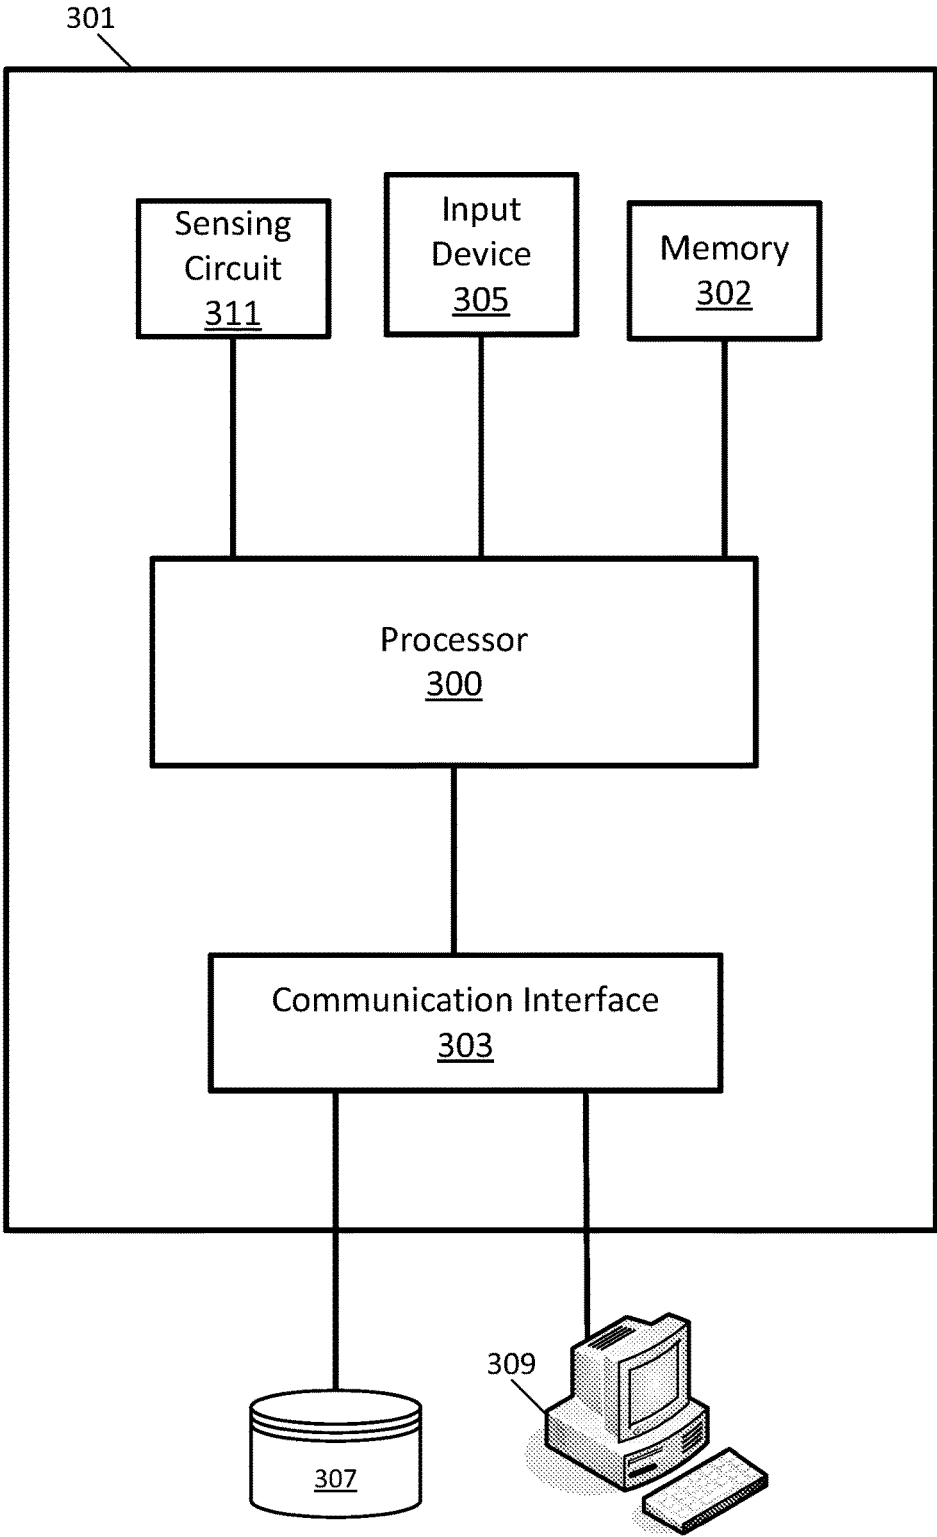 301
Sensing
Circuit
311
Input
Device
305
Memory
302
Processor
300
Communication Interface
303
309
307